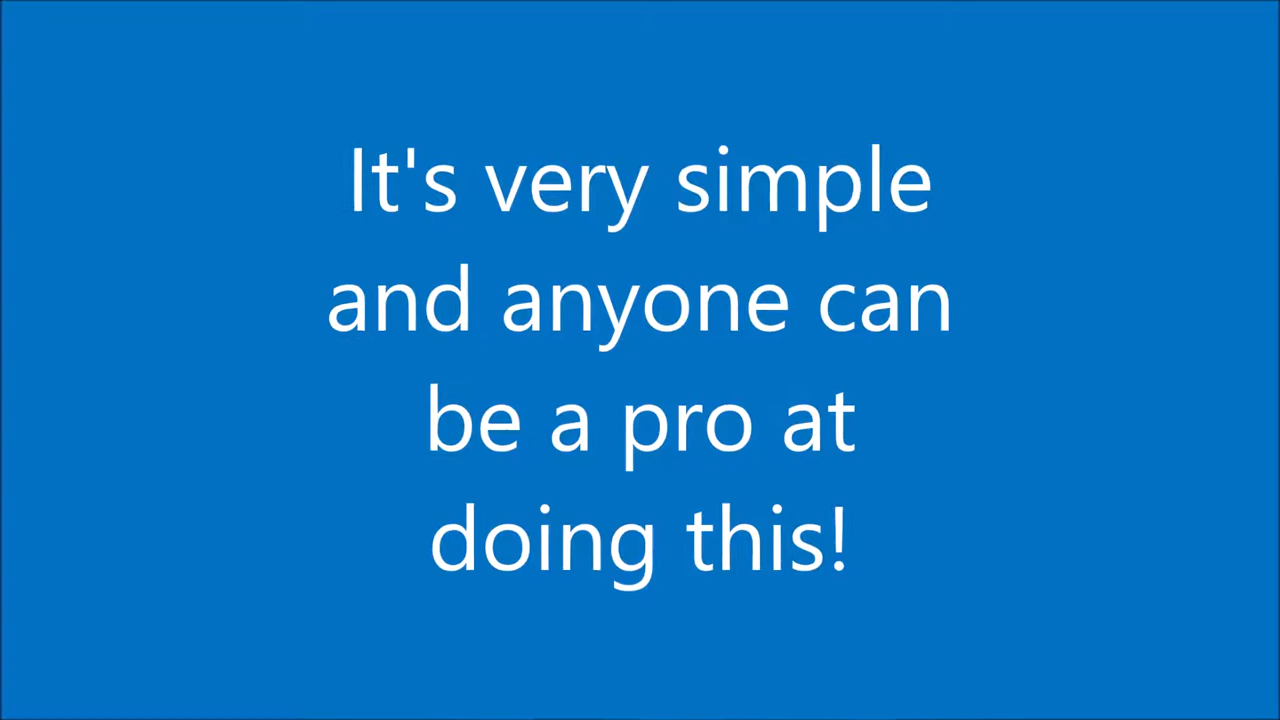 It's very simple
and anyone can
be a pro at
doing this!